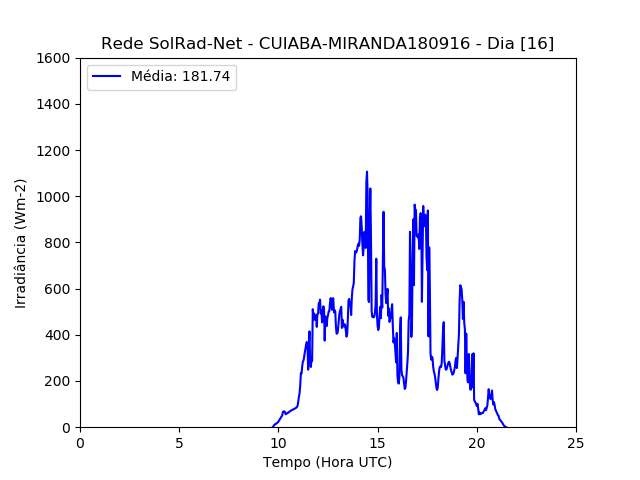 Rede SolRad-Net - CUIABA-MIRANDA180916 - Dia [16]
Média: 181.74
Irradiância (Wm-2)
1600
1400
1200
1000
800
600
400
200
0
0 5 10 15 20 25
Tempo (Hora UTC)